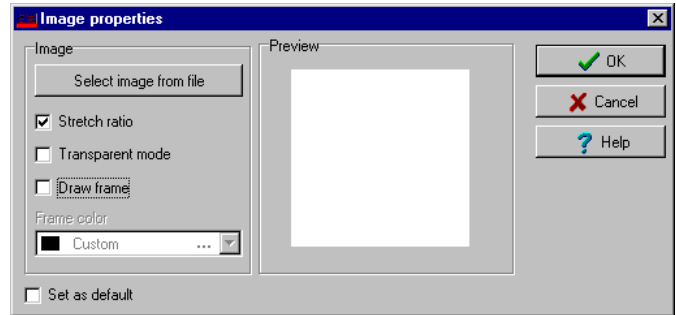 Image properties
Image
Select image from file
Stretch ratio
Transparent mode
Draw frame
Frame color
Custom ...
Set as default
Preview
OK
Cancel
? Help